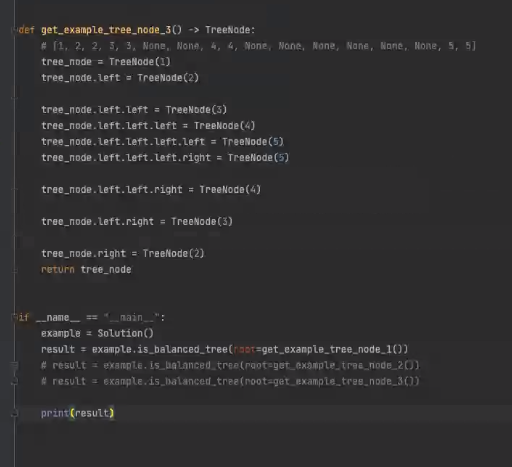 def get_example_tree_node_3() -> TreeNode:
    # [1, 2, 2, 3, 3, None, None, 4, 4, None, None, None, None, None, None, 5, 5]
    tree_node = TreeNode(1)
    tree_node.left = TreeNode(2)

    tree_node.left.left = TreeNode(3)
    tree_node.left.left.left = TreeNode(4)
    tree_node.left.left.left.left = TreeNode(5)
    tree_node.left.left.left.right = TreeNode(5)

    tree_node.left.left.right = TreeNode(4)

    tree_node.left.right = TreeNode(3)

    tree_node.right = TreeNode(2)
    return tree_node

if __name__ == "__main__":
    example = Solution()
    result = example.is_balanced_tree(root=get_example_tree_node_1())
    # result = example.is_balanced_tree(root=get_example_tree_node_2())
    # result = example.is_balanced_tree(root=get_example_tree_node_3())

    print(result)